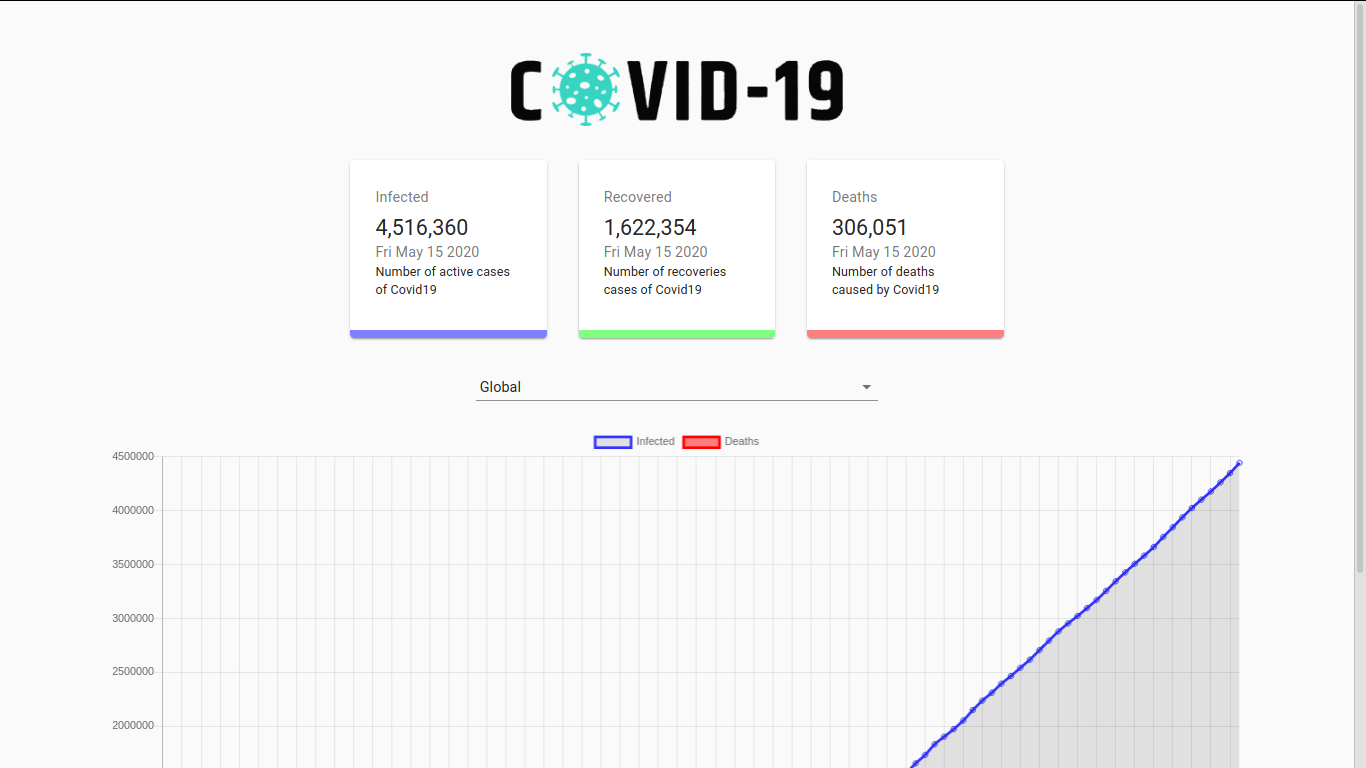 COVID-19
Infected
4,516,360
Fri May 15 2020
Number of active cases
of Covid19
Recovered
1,622,354
Fri May 15 2020
Number of recoveries
cases of Covid19
Deaths
306,051
Fri May 15 2020
Number of deaths
caused by Covid19
Global
Infected Deaths
4500000
4000000
3500000
3000000
2500000
2000000